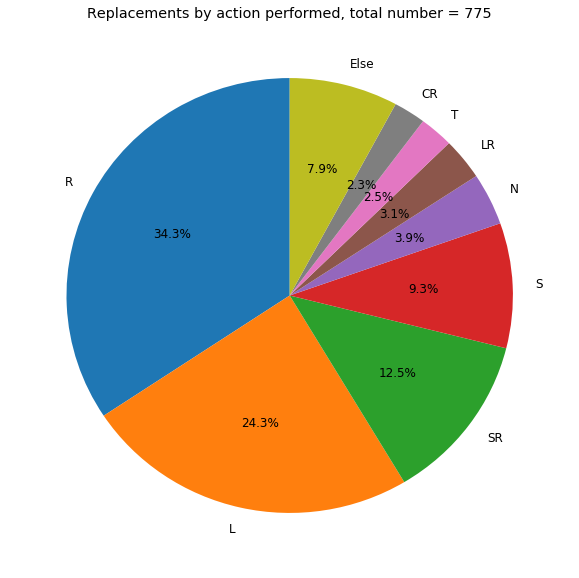 Replacements by action performed, total number = 775
Else
CR
T
LR
N
S
SR
L
R
7.9%
2.3%
2.5%
3.1%
3.9%
9.3%
12.5%
24.3%
34.3%